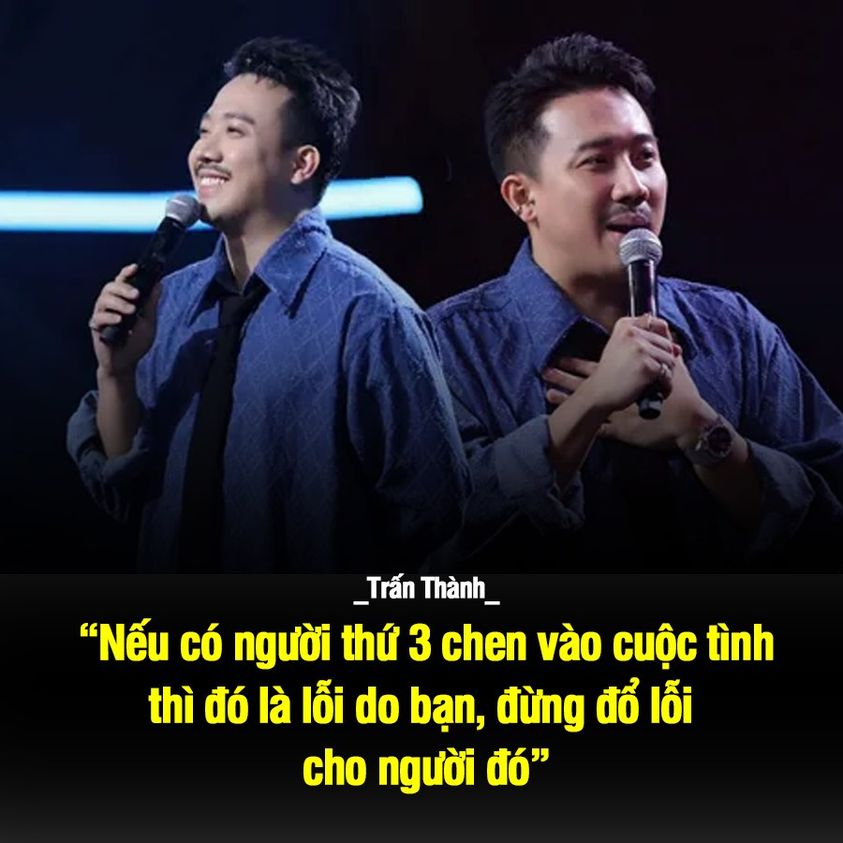 _Trấn Thành_
“Nếu có người thứ 3 chen vào cuộc tình
thì đó là lỗi do bạn, đừng đổ lỗi
cho người đó”